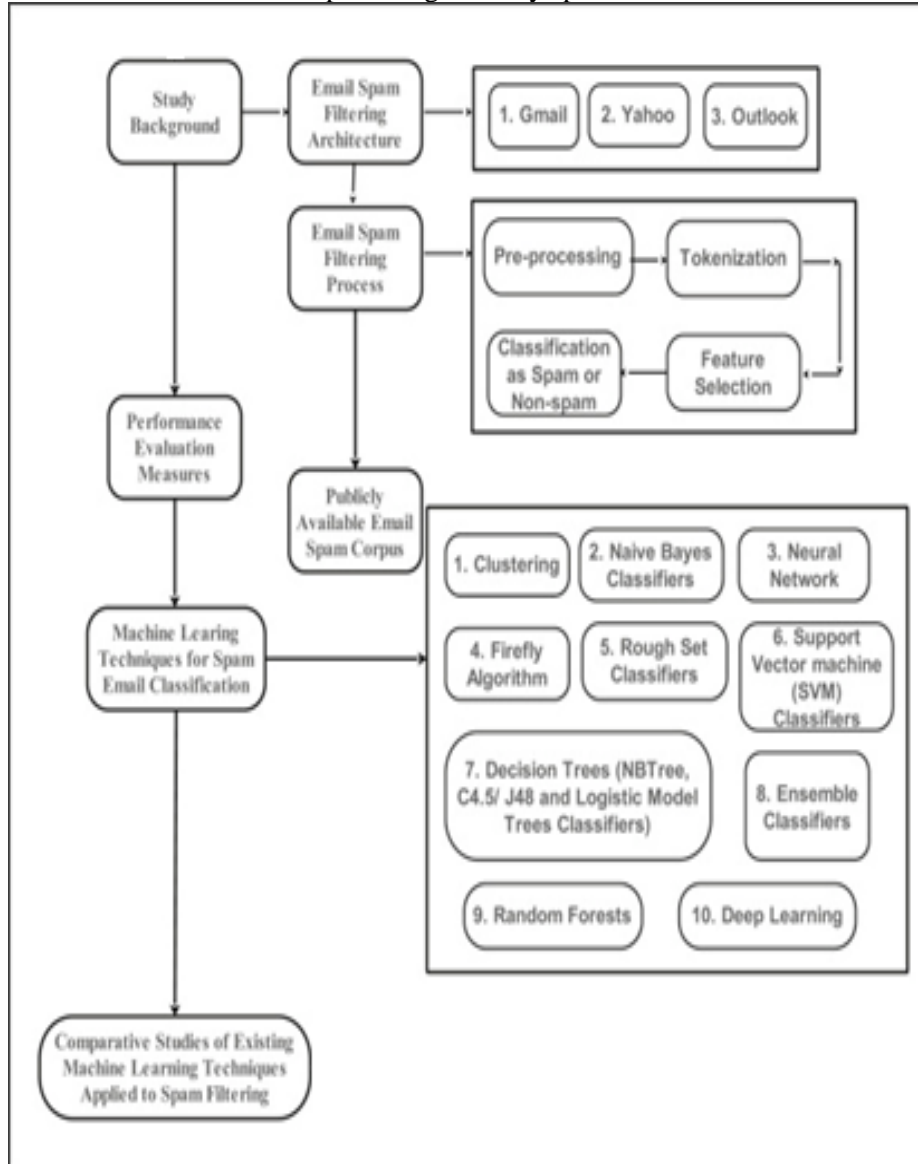 Study
Background
Email Spam
Filtering
Architecture
1. Gmail
2. Yahoo
3. Outlook
Email Spam
Filtering
Process
Pre-processing
Tokenization
Classification
as Spam or
Non-spam
Feature
Selection
Performance
Evaluation
Measures
Publicly
Available Email
Spam Corpus
Machine Learing
Techniques for Spam
Email Classification
1. Clustering
2. Naive Bayes
Classifiers
3. Neural
Network
4. Firefly
Algorithm
5. Rough Set
Classifiers
6. Support
Vector machine
(SVM)
Classifiers
7. Decision Trees (NBTree,
C4.5/ J48 and Logistic Model
Trees Classifiers)
8. Ensemble
Classifiers
9. Random Forests
10. Deep Learning
Comparative Studies of Existing
Machine Learning Techniques
Applied to Spam Filtering